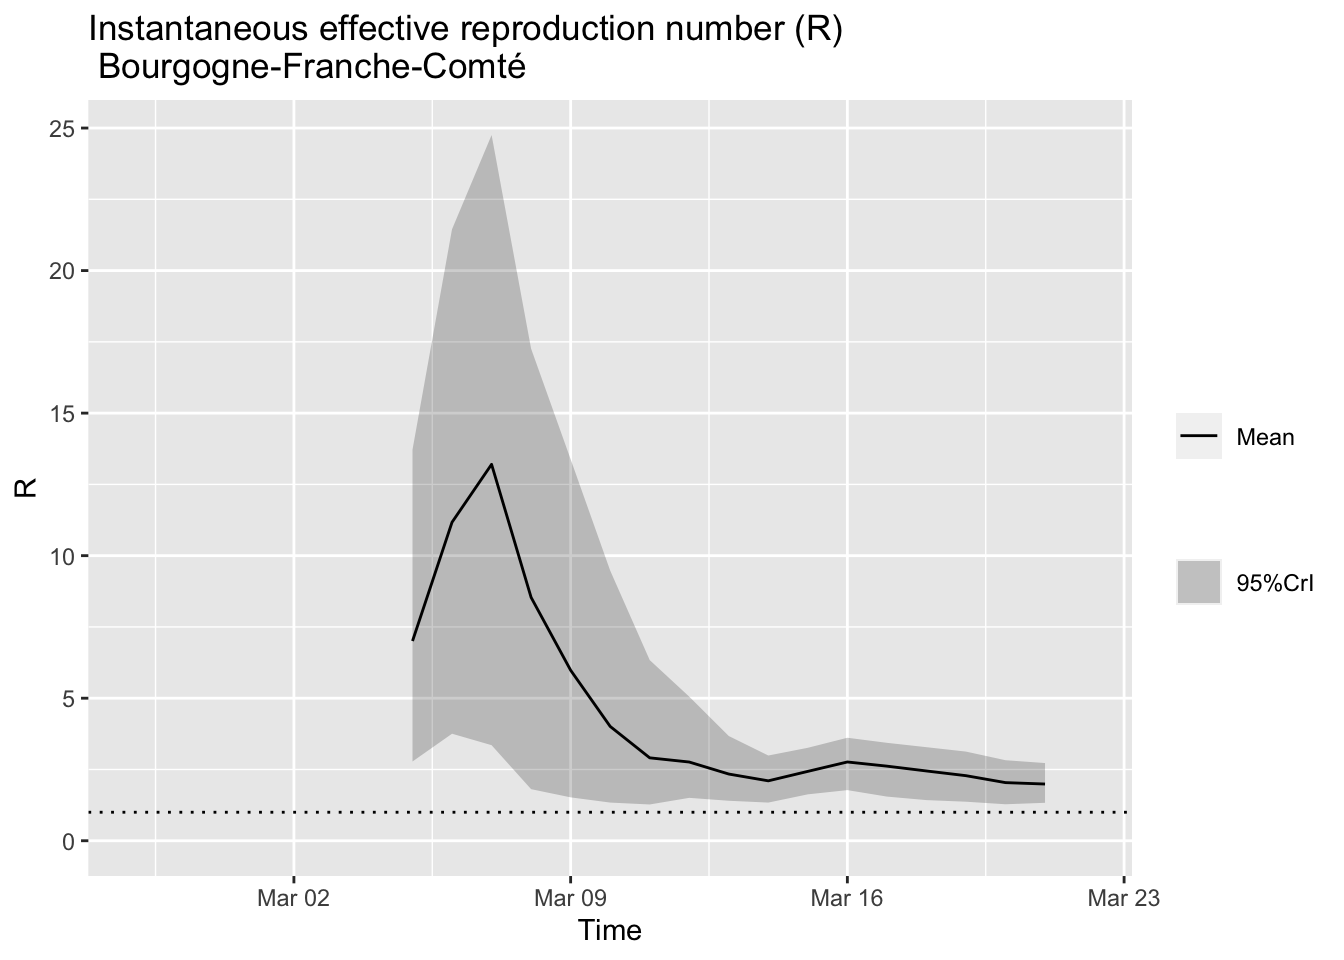 Instantaneous effective reproduction number (R)
Bourgogne-Franche-Comté
25
20
15
10
5
0
R
Mar 02
Mar 09
Mar 16
Mar 23
Time
Mean
95%CrI